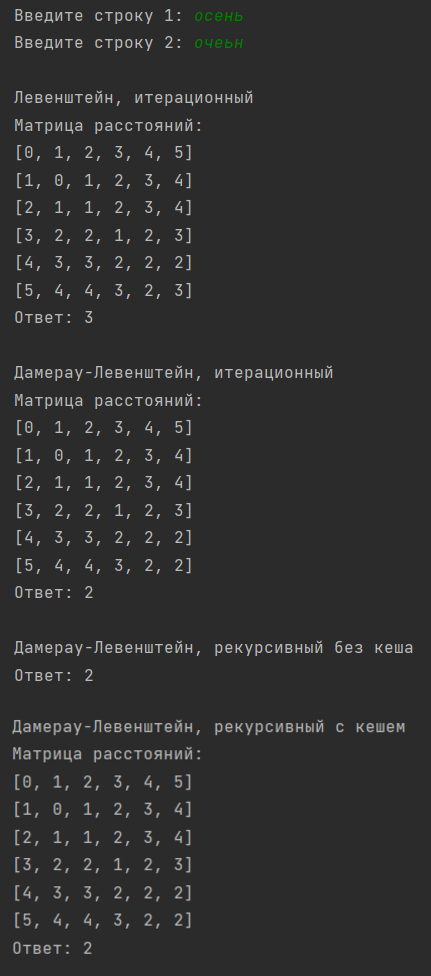 Введите строку 1: осень
Введите строку 2: очеьн
Левенштейн, итерационный
Матрица расстояний:
[0, 1, 2, 3, 4, 5]
[1, 0, 1, 2, 3, 4]
[2, 1, 1, 2, 3, 4]
[3, 2, 2, 1, 2, 3]
[4, 3, 3, 2, 2, 2]
[5, 4, 4, 3, 2, 3]
Ответ: 3
Дамерау-Левенштейн, итерационный
Матрица расстояний:
[0, 1, 2, 3, 4, 5]
[1, 0, 1, 2, 3, 4]
[2, 1, 1, 2, 3, 4]
[3, 2, 2, 1, 2, 3]
[4, 3, 3, 2, 2, 2]
[5, 4, 4, 3, 2, 2]
Ответ: 2
Дамерау-Левенштейн, рекурсивный без кеша
Ответ: 2
Дамерау-Левенштейн, рекурсивный с кешем
Матрица расстояний:
[0, 1, 2, 3, 4, 5]
[1, 0, 1, 2, 3, 4]
[2, 1, 1, 2, 3, 4]
[3, 2, 2, 1, 2, 3]
[4, 3, 3, 2, 2, 2]
[5, 4, 4, 3, 2, 2]
Ответ: 2